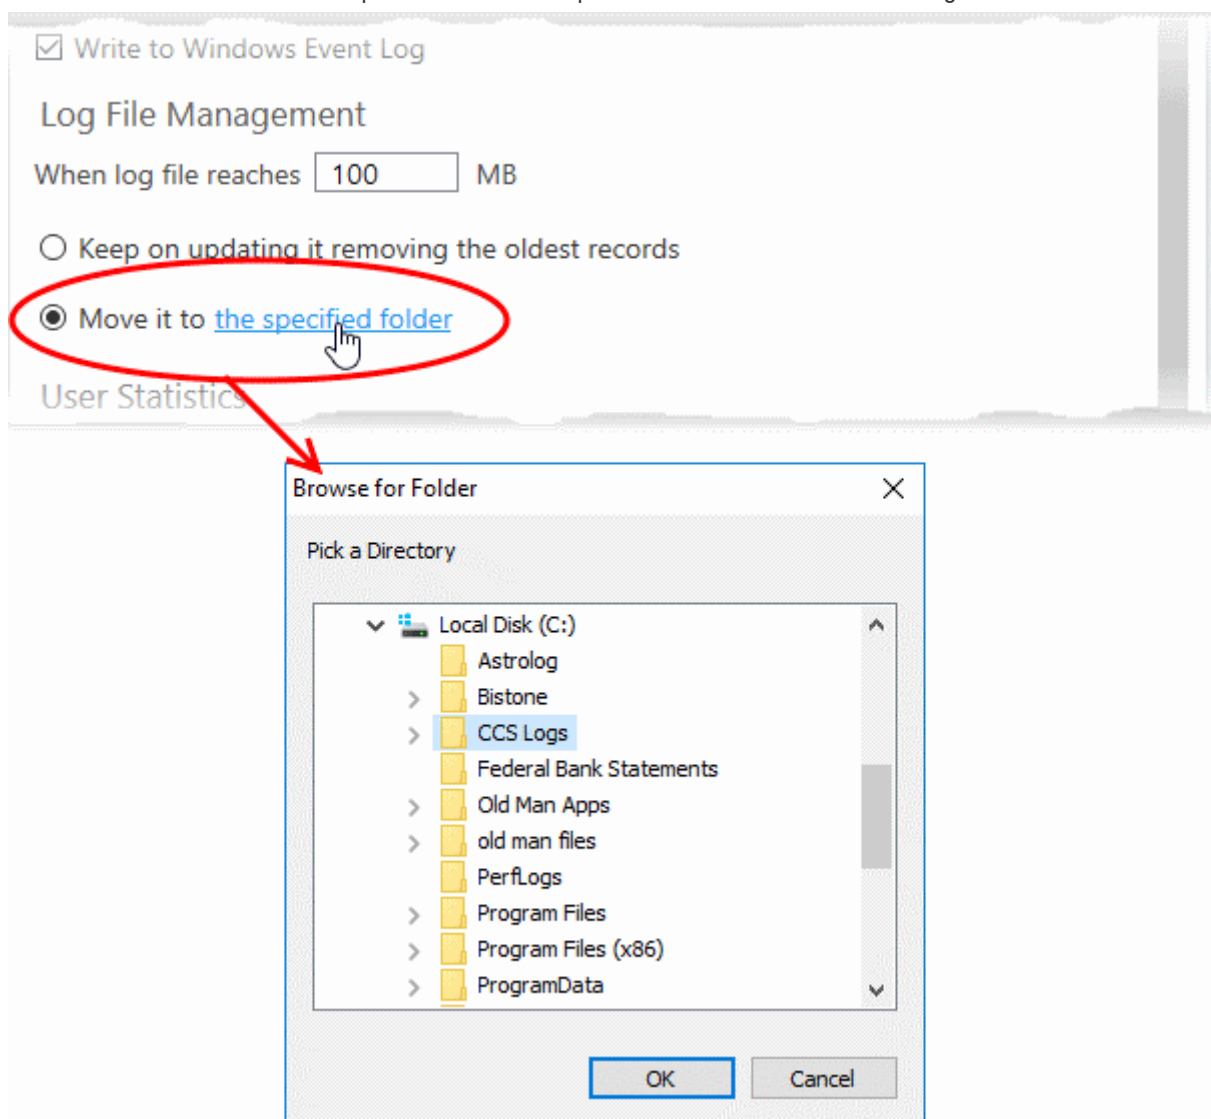 Write to Windows Event Log
Log File Management
When log file reaches 100 MB
Keep on updating it removing the oldest records
Move it to the specified folder
User Statistics
Browse for Folder
Pick a Directory
Local Disk (C:)
Astrolog
Bistone
CCS Logs
Federal Bank Statements
Old Man Apps
old man files
PerfLogs
Program Files
Program Files (x86)
ProgramData
OK Cancel